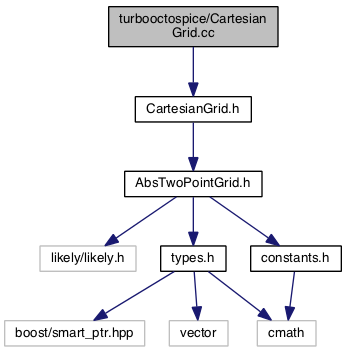 turbooctospice/Cartesian
Grid.cc
CartesianGrid.h
AbsTwoPointGrid.h
likely/likely.h
types.h
constants.h
boost/smart_ptr.hpp
vector
cmath